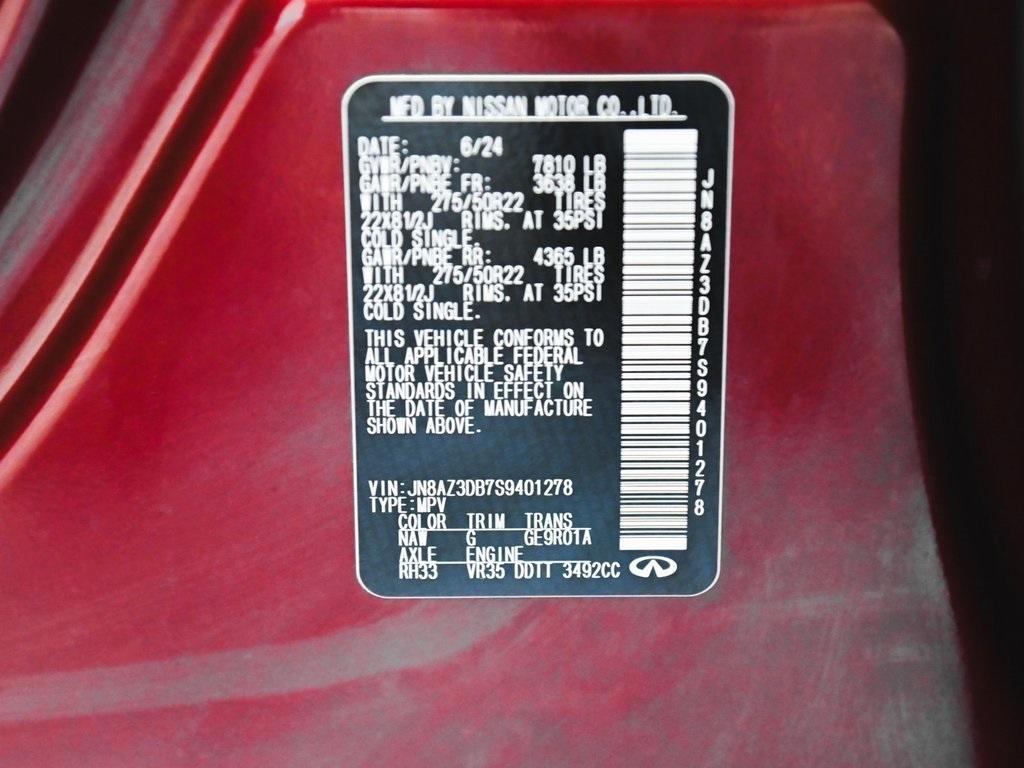 MFD BY NISSAN MOTOR CO.,LTD.
DATE: 6/24
GVWR/PNBV: 7810 LB
GAWR/PNBE FR: 3638 LB
WITH 275/50R22 TIRES
22X81/2J RIMS. AT 35PSI
COLD SINGLE.
GAWR/PNBE RR: 4365 LB
WITH 275/50R22 TIRES
22X81/2J RIMS. AT 35PSI
COLD SINGLE.
THIS VEHICLE CONFORMS TO
ALL APPLICABLE FEDERAL
MOTOR VEHICLE SAFETY
STANDARDS IN EFFECT ON
THE DATE OF MANUFACTURE
SHOWN ABOVE.
VIN:JN8AZ3DB7S9401278
TYPE:MPV
COLOR TRIM TRANS
NAW G GE9R01A
AXLE ENGINE
RH33 VR35 DDTT 3492CC
JN8AZ3DB7S9401278